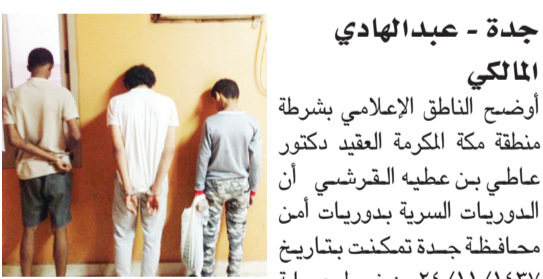 جدة - عبدالهادي
المالكي
أوضح الناطق الإعلامي بشرطة
منطقة مكة المكرمة العقيد دكتور
عاطي بن عطيه القرشي أن
الدوريات السرية بدوريات أمن
محافظة جدة تمكنت بتاريخ